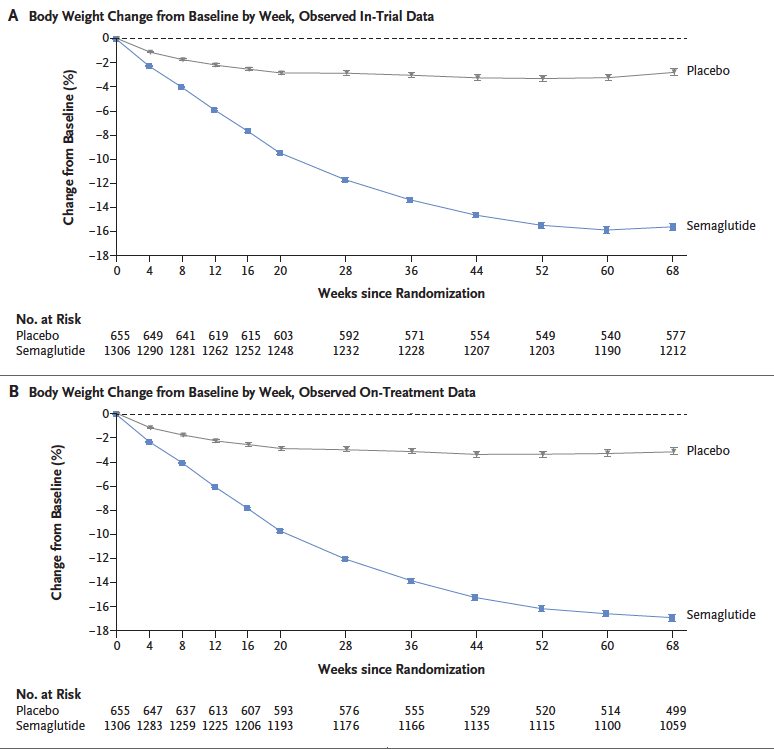 A Body Weight Change from Baseline by Week, Observed In-Trial Data
Change from Baseline (%)
0
−2
−4
−6
−8
−10
−12
−14
−16
−18
Placebo
Semaglutide
0 4 8 12 16 20 28 36 44 52 60 68
Weeks since Randomization
No. at Risk
Placebo 655 649 641 619 615 603 592 571 554 549 540 577
Semaglutide 1306 1290 1281 1262 1252 1248 1232 1228 1207 1203 1190 1212
B Body Weight Change from Baseline by Week, Observed On-Treatment Data
Change from Baseline (%)
0
−2
−4
−6
−8
−10
−12
−14
−16
−18
Placebo
Semaglutide
0 4 8 12 16 20 28 36 44 52 60 68
Weeks since Randomization
No. at Risk
Placebo 655 647 637 613 607 593 576 555 529 520 514 499
Semaglutide 1306 1283 1259 1225 1206 1193 1176 1166 1135 1115 1100 1059